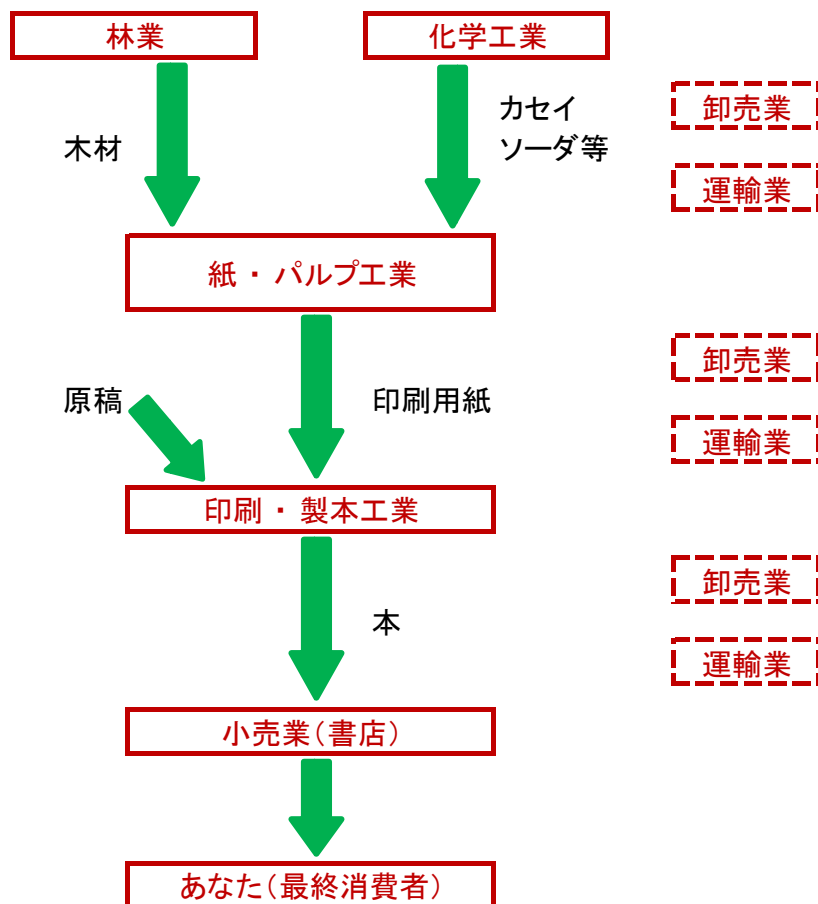 林業
化学工業
木材
カセイ
ソーダ等
卸売業
運輸業
紙・パルプ工業
原稿
印刷用紙
卸売業
運輸業
印刷・製本工業
本
卸売業
運輸業
小売業(書店)
あなた(最終消費者)